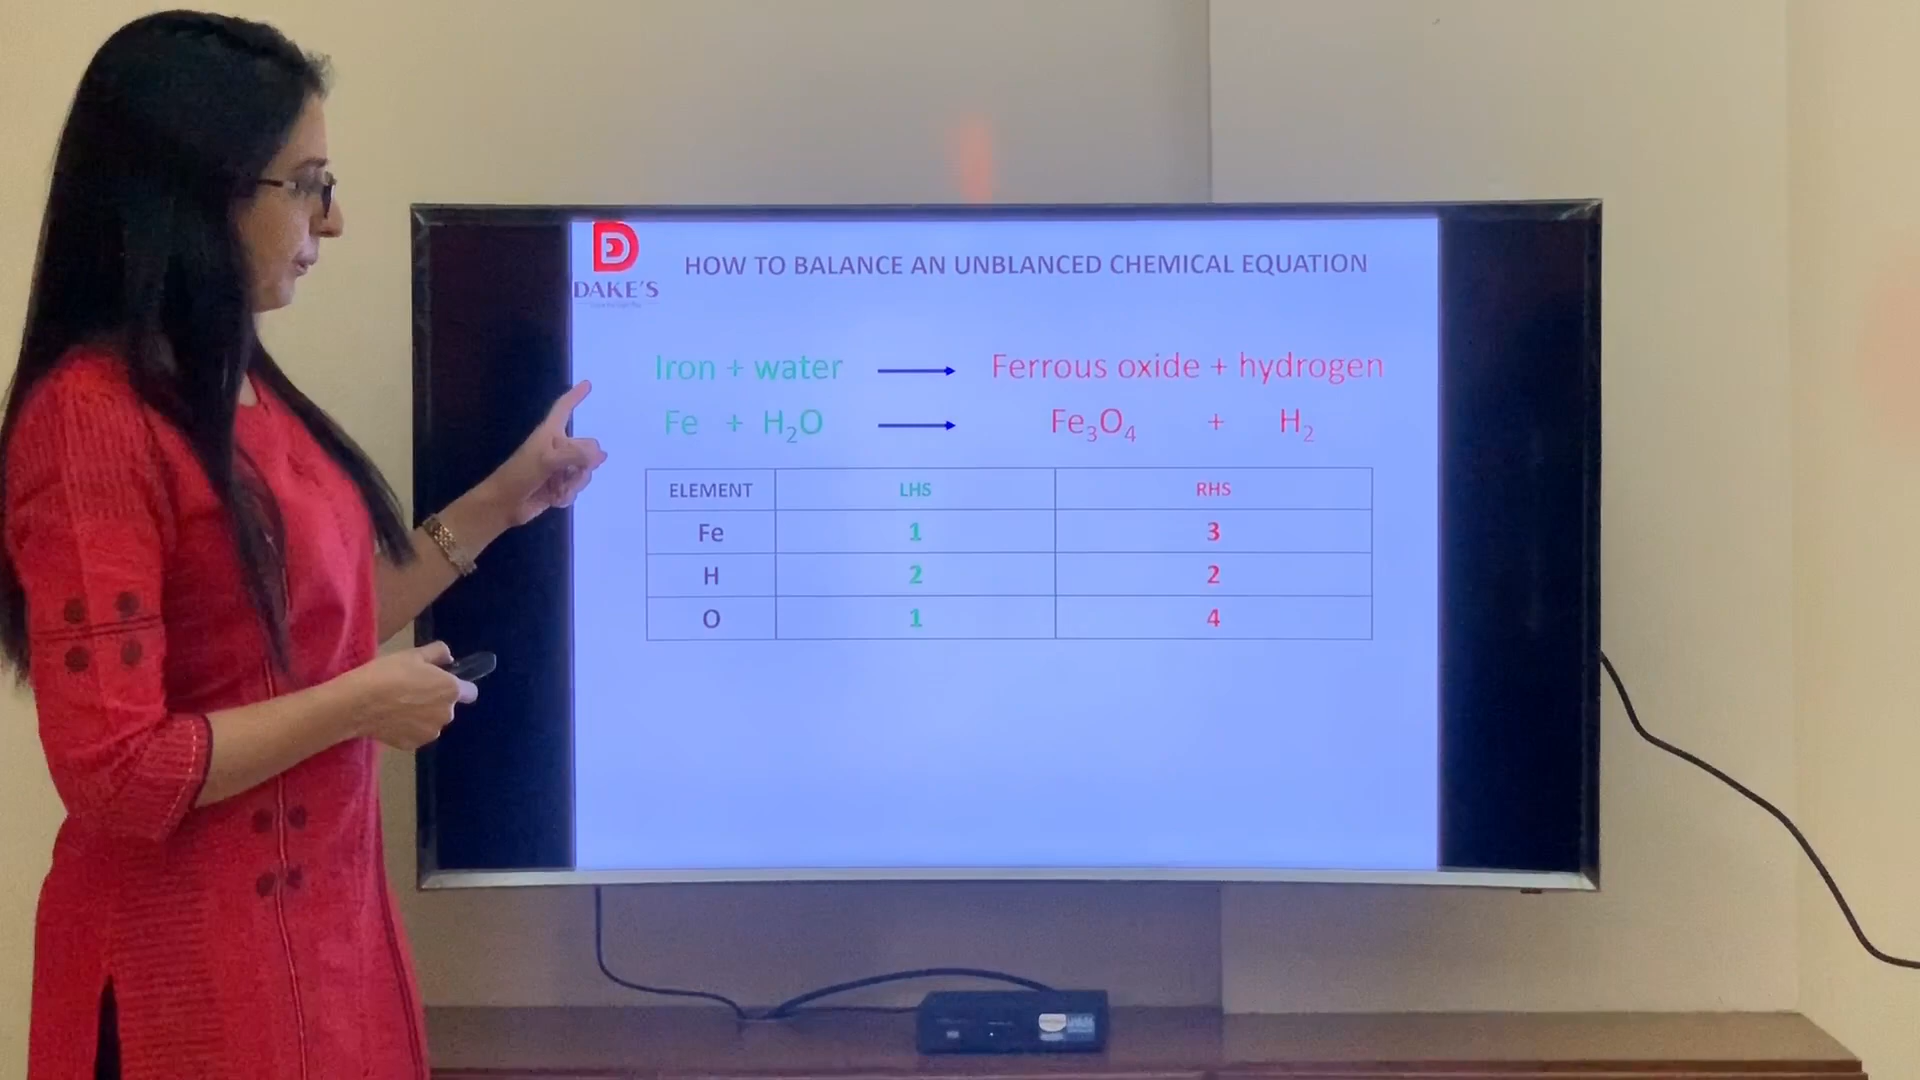 D
DAKE'S
HOW TO BALANCE AN UNBLANCED CHEMICAL EQUATION
Iron + water ⟶ Ferrous oxide + hydrogen
Fe + H₂O ⟶ Fe₃O₄ + H₂
ELEMENT LHS RHS
Fe 1 3
H 2 2
O 1 4